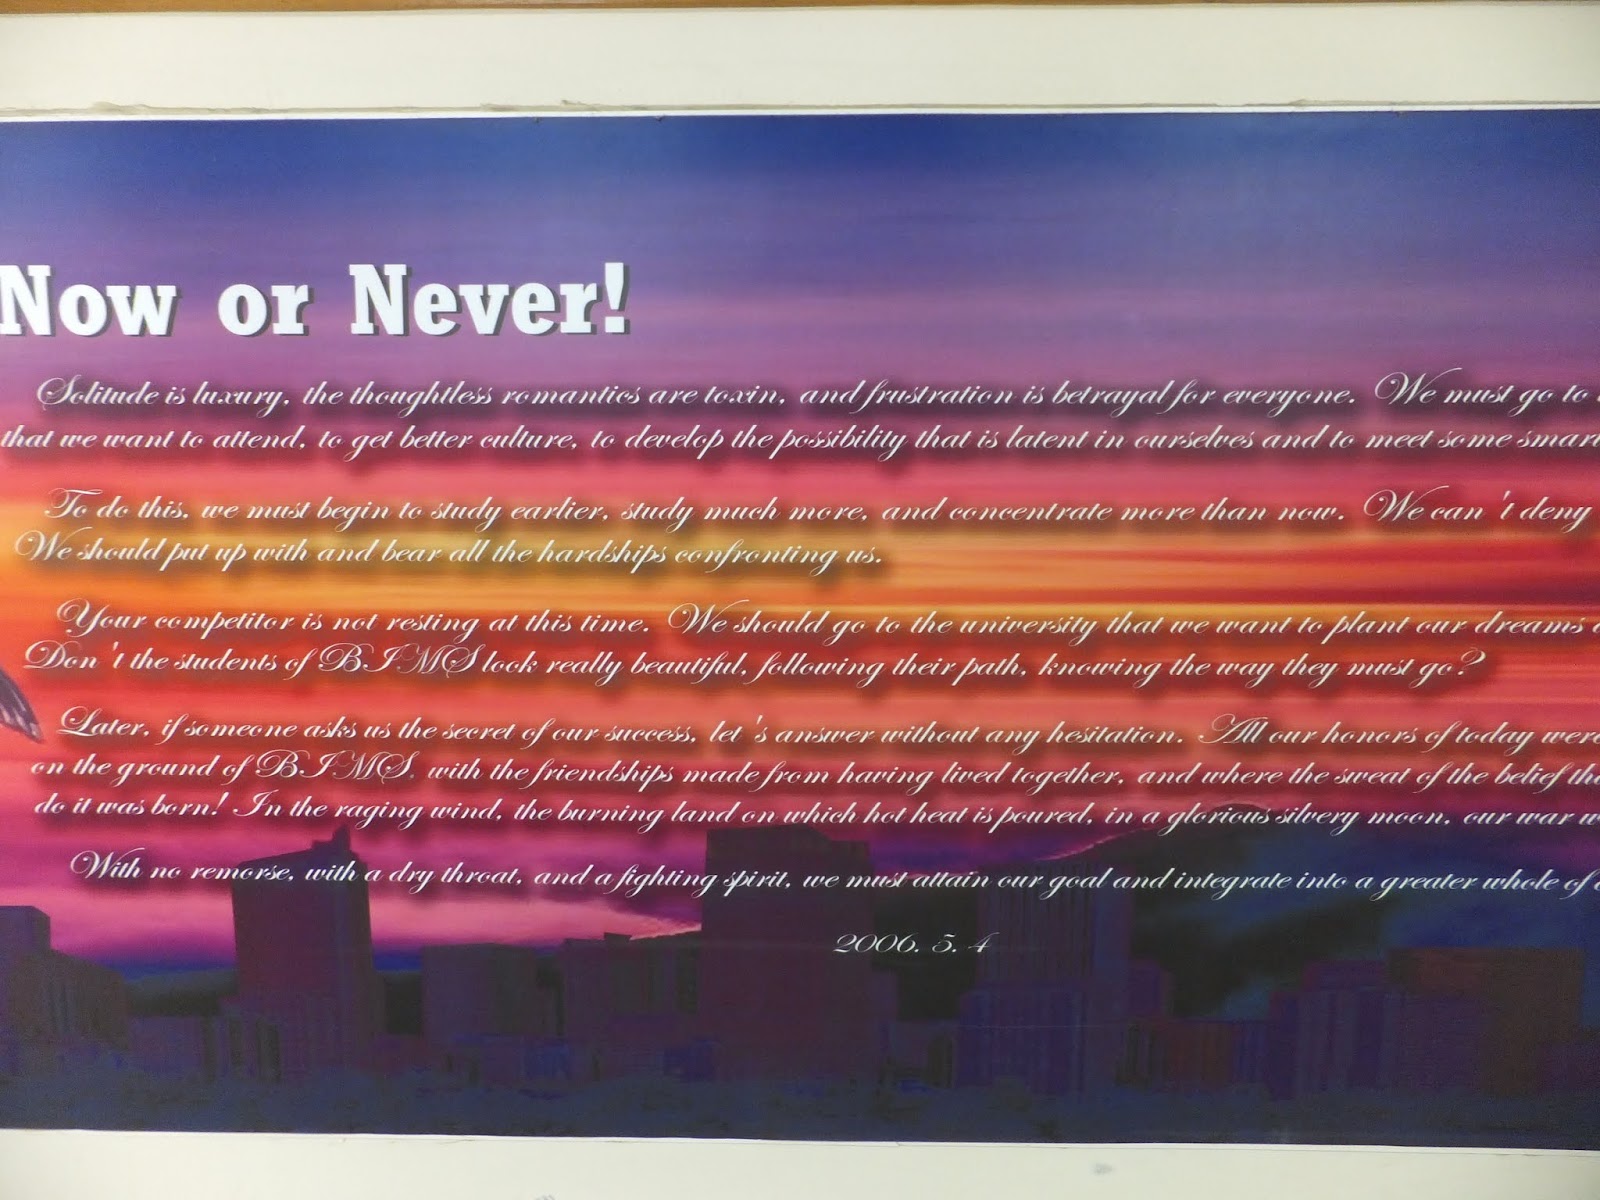 Now or Never!
Solitude is luxury, the thoughtless romantics are toxin, and frustration is betrayal for everyone. We must go to
that we want to attend, to get better culture, to develop the possibility that is latent in ourselves and to meet some smart
To do this, we must begin to study earlier, study much more, and concentrate more than now. We can't deny
We should put up with and bear all the hardships confronting us.
Your competitor is not resting at this time. We should go to the university that we want to plant our dreams
Don't the students of BIMS look really beautiful, following their path, knowing the way they must go?
Later, if someone asks us the secret of our success, let's answer without any hesitation. All our honors of today were
on the ground of BIMS, with the friendships made from having lived together, and where the sweat of the belief
do it was born! In the raging wind, the burning land on which hot heat is poured, in a glorious silvery moon, our war
With no remorse, with a dry throat, and a fighting spirit, we must attain our goal and integrate into a greater whole of
2006. 5. 4